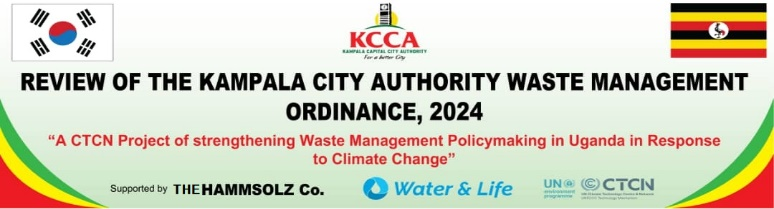 KCCA
KAMPALA CAPITAL CITY AUTHORITY
For a better City
REVIEW OF THE KAMPALA CITY AUTHORITY WASTE MANAGEMENT
ORDINANCE, 2024
“A CTCN Project of strengthening Waste Management Policymaking in Uganda in Response
to Climate Change”
Supported by THE HAMMSOLZ Co.
Water & Life
UN
environment
programme
CTCN